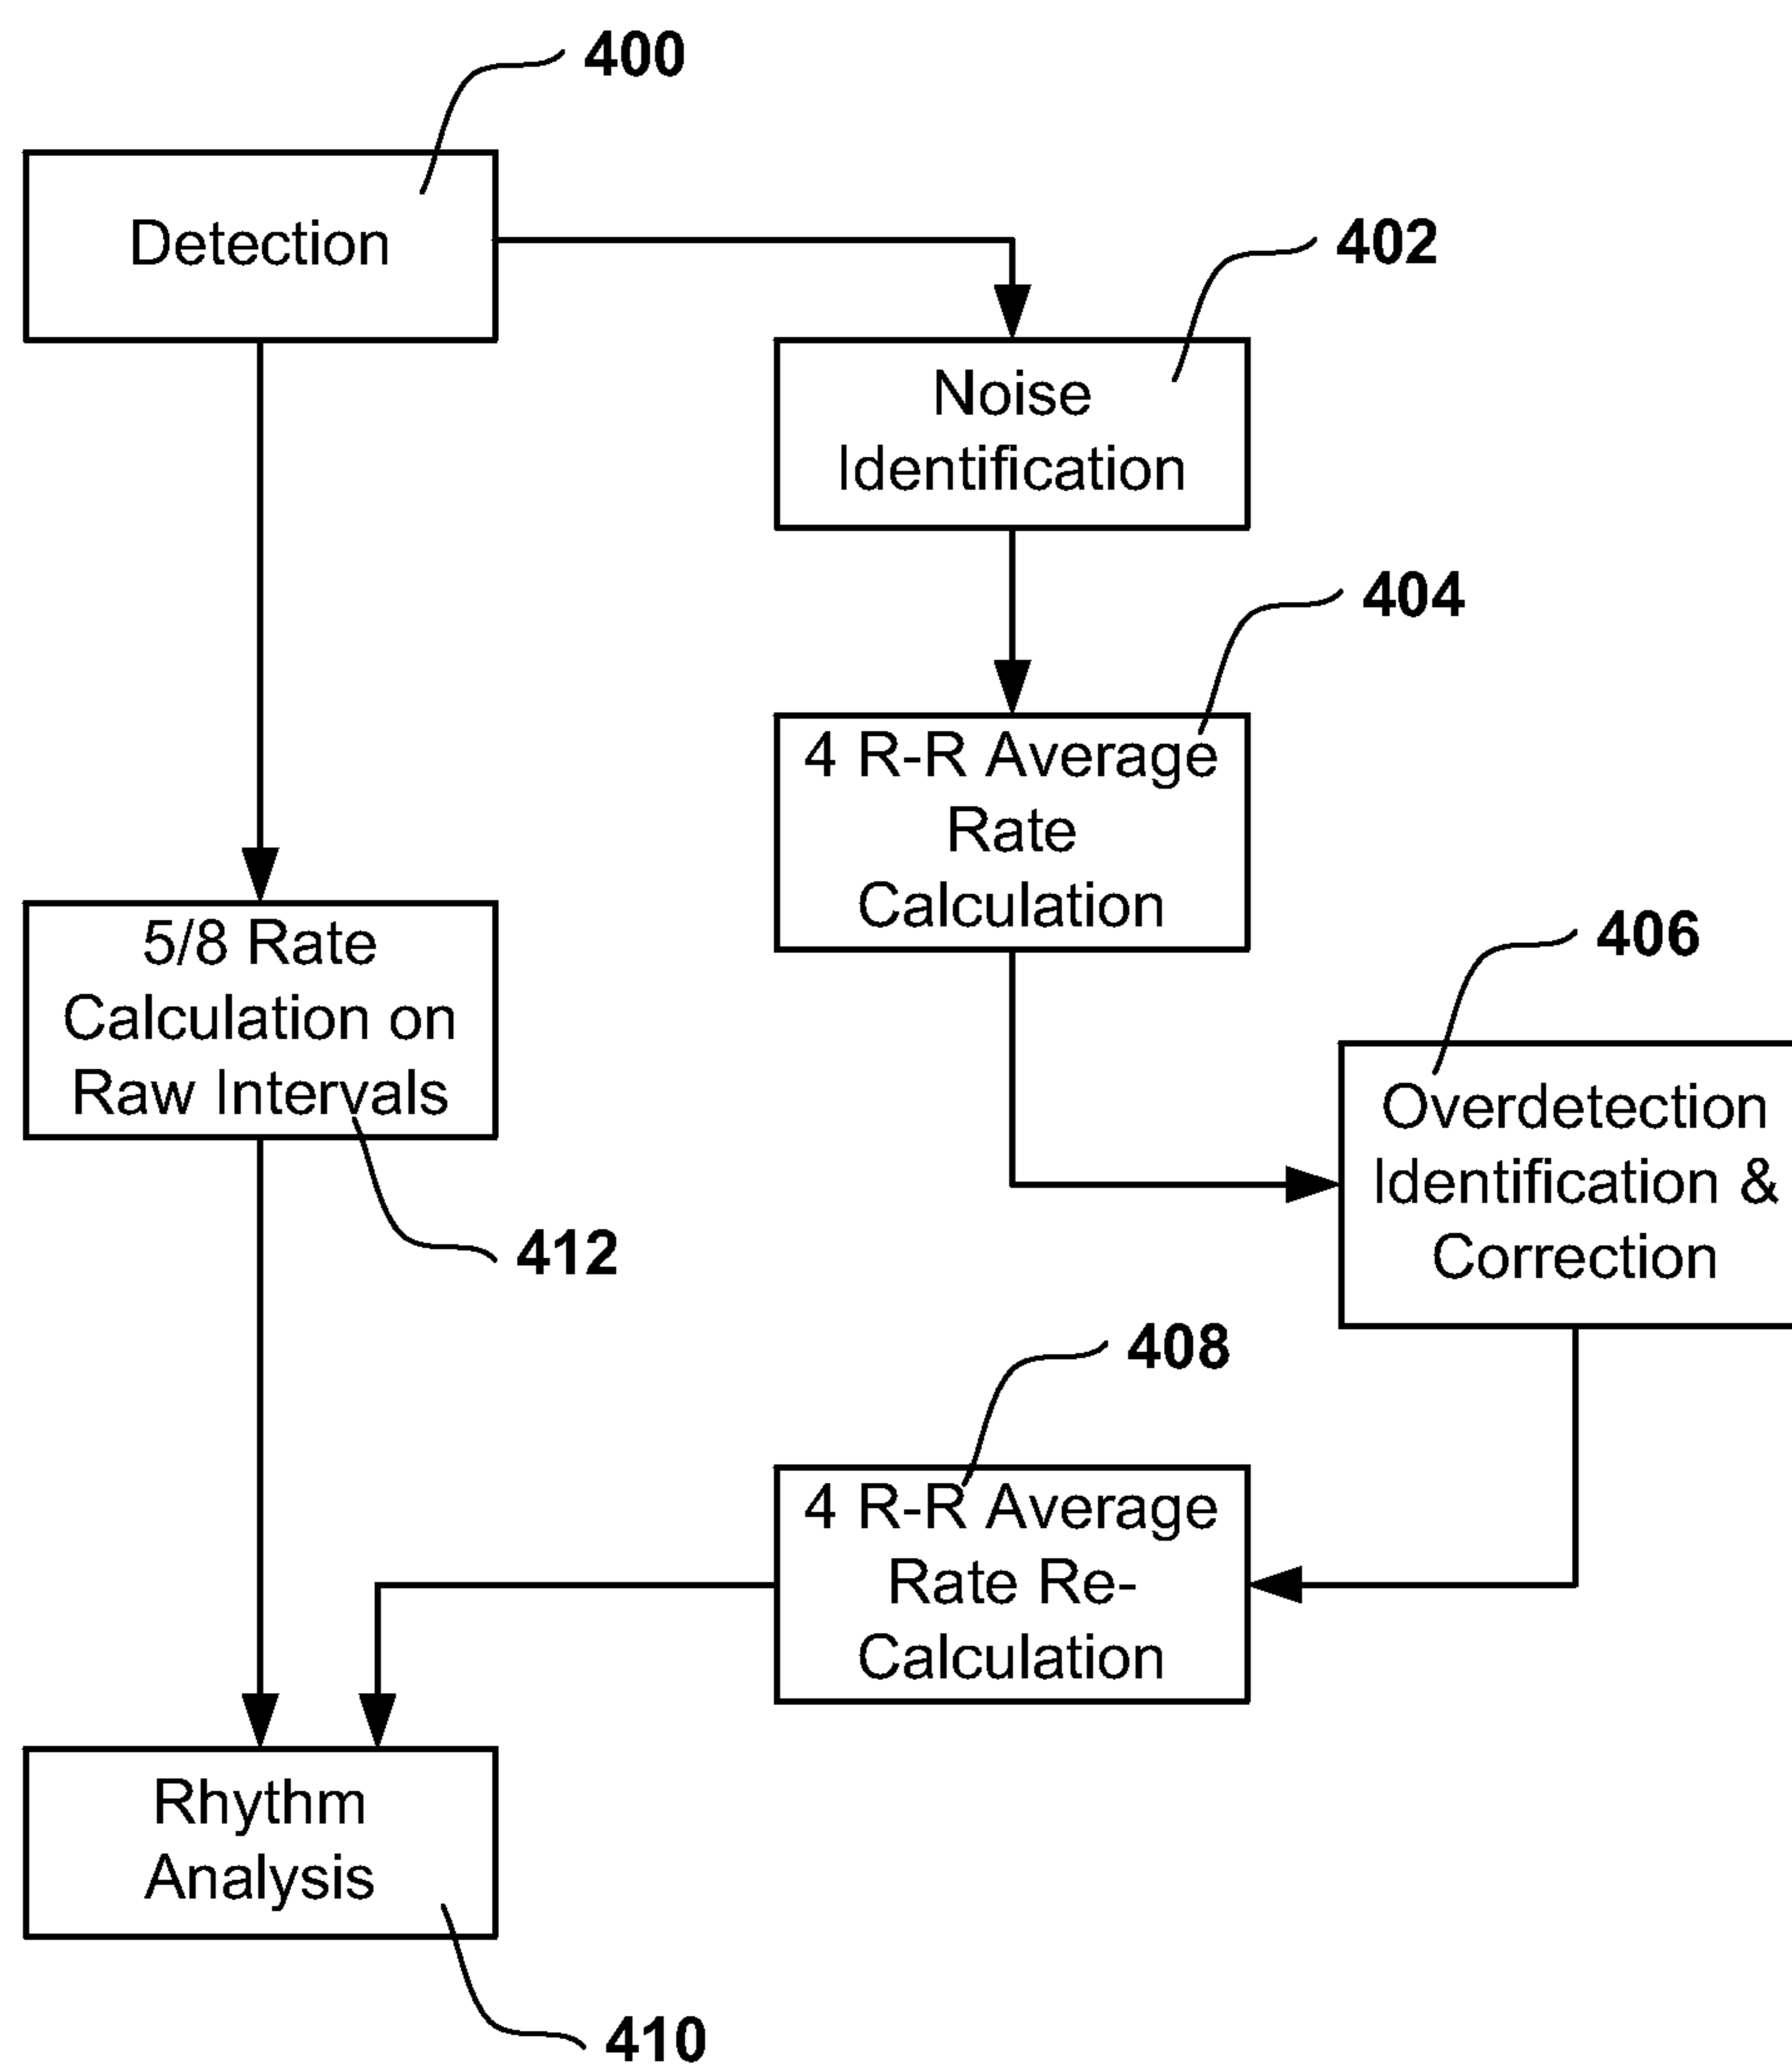 400
Detection
402
Noise
Identification
404
4 R-R Average
Rate
Calculation
5/8 Rate
Calculation on
Raw Intervals
406
Overdetection
Identification &
Correction
412
408
4 R-R Average
Rate Re-
Calculation
Rhythm
Analysis
410